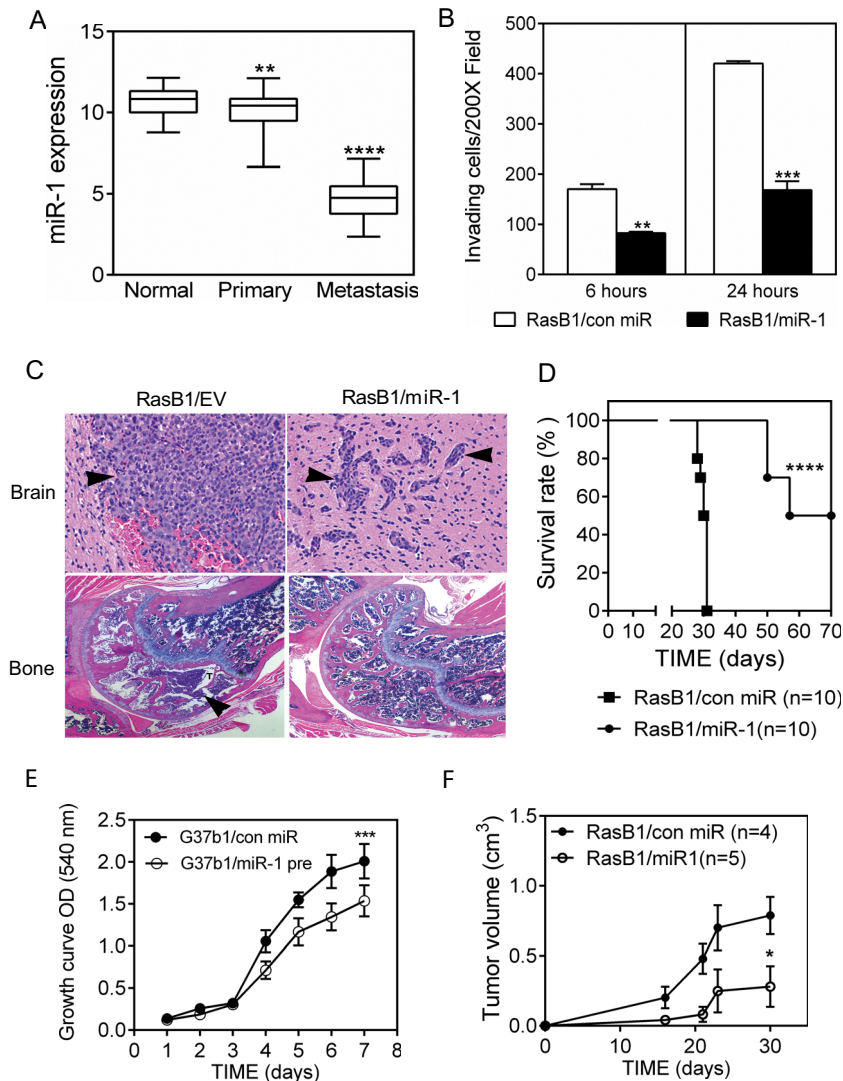 A
miR-1 expression
15
10
5
0
**
****
Normal Primary Metastasis
B
Invading cells/200X Field
500
400
300
200
100
0
**
***
6 hours 24 hours
RasB1/con miR RasB1/miR-1
C
RasB1/EV RasB1/miR-1
Brain
Bone
T
D
Survival rate (%)
100
80
60
40
20
0
****
0 10 20 30 40 50 60 70
TIME (days)
RasB1/con miR (n=10)
RasB1/miR-1(n=10)
E
Growth curve OD (540 nm)
2.5
2.0
1.5
1.0
0.5
0.0
G37b1/con miR
G37b1/miR-1 pre
***
0 1 2 3 4 5 6 7 8
TIME (days)
F
Tumor volume (cm3)
1.5
1.0
0.5
0.0
RasB1/con miR (n=4)
RasB1/miR1(n=5)
*
0 10 20 30
TIME (days)